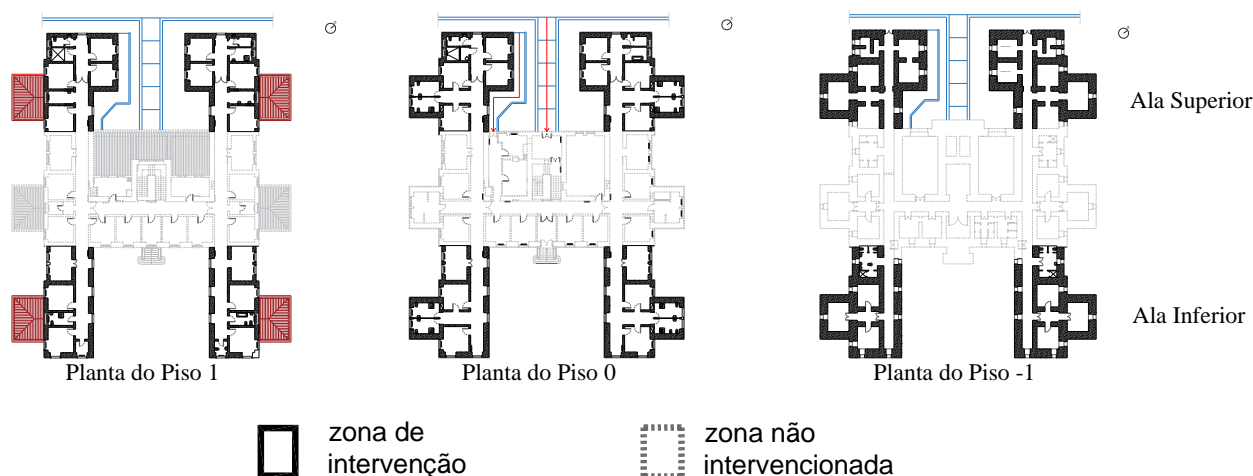 Ala Superior
Ala Inferior
Planta do Piso 1
Planta do Piso 0
Planta do Piso -1
zona de
intervenção
zona não
intervencionada